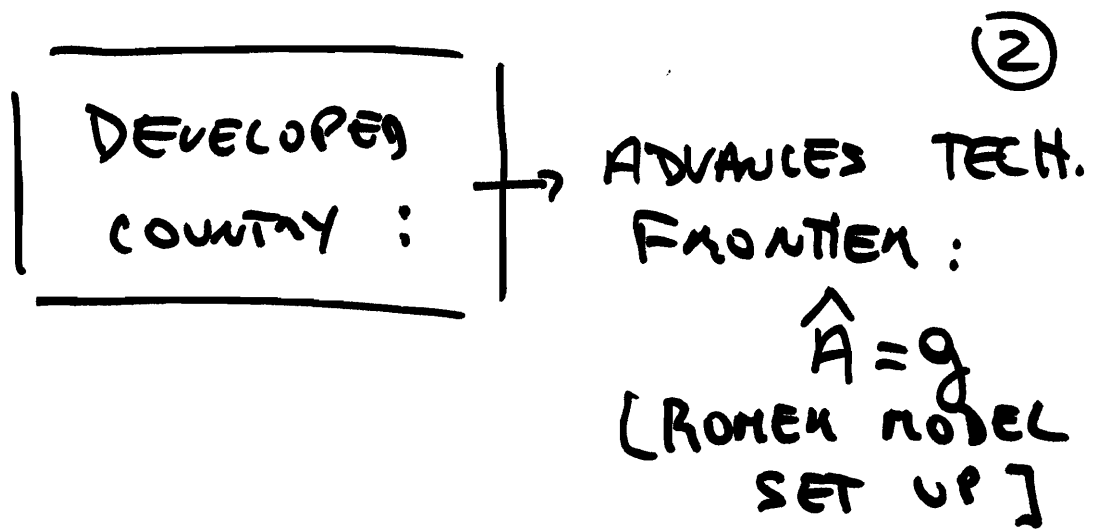 ②
DEVELOPED
COUNTRY :
→ ADVANCES TECH.
FRONTIER :
Â = g
[ROMER MODEL
SET UP]